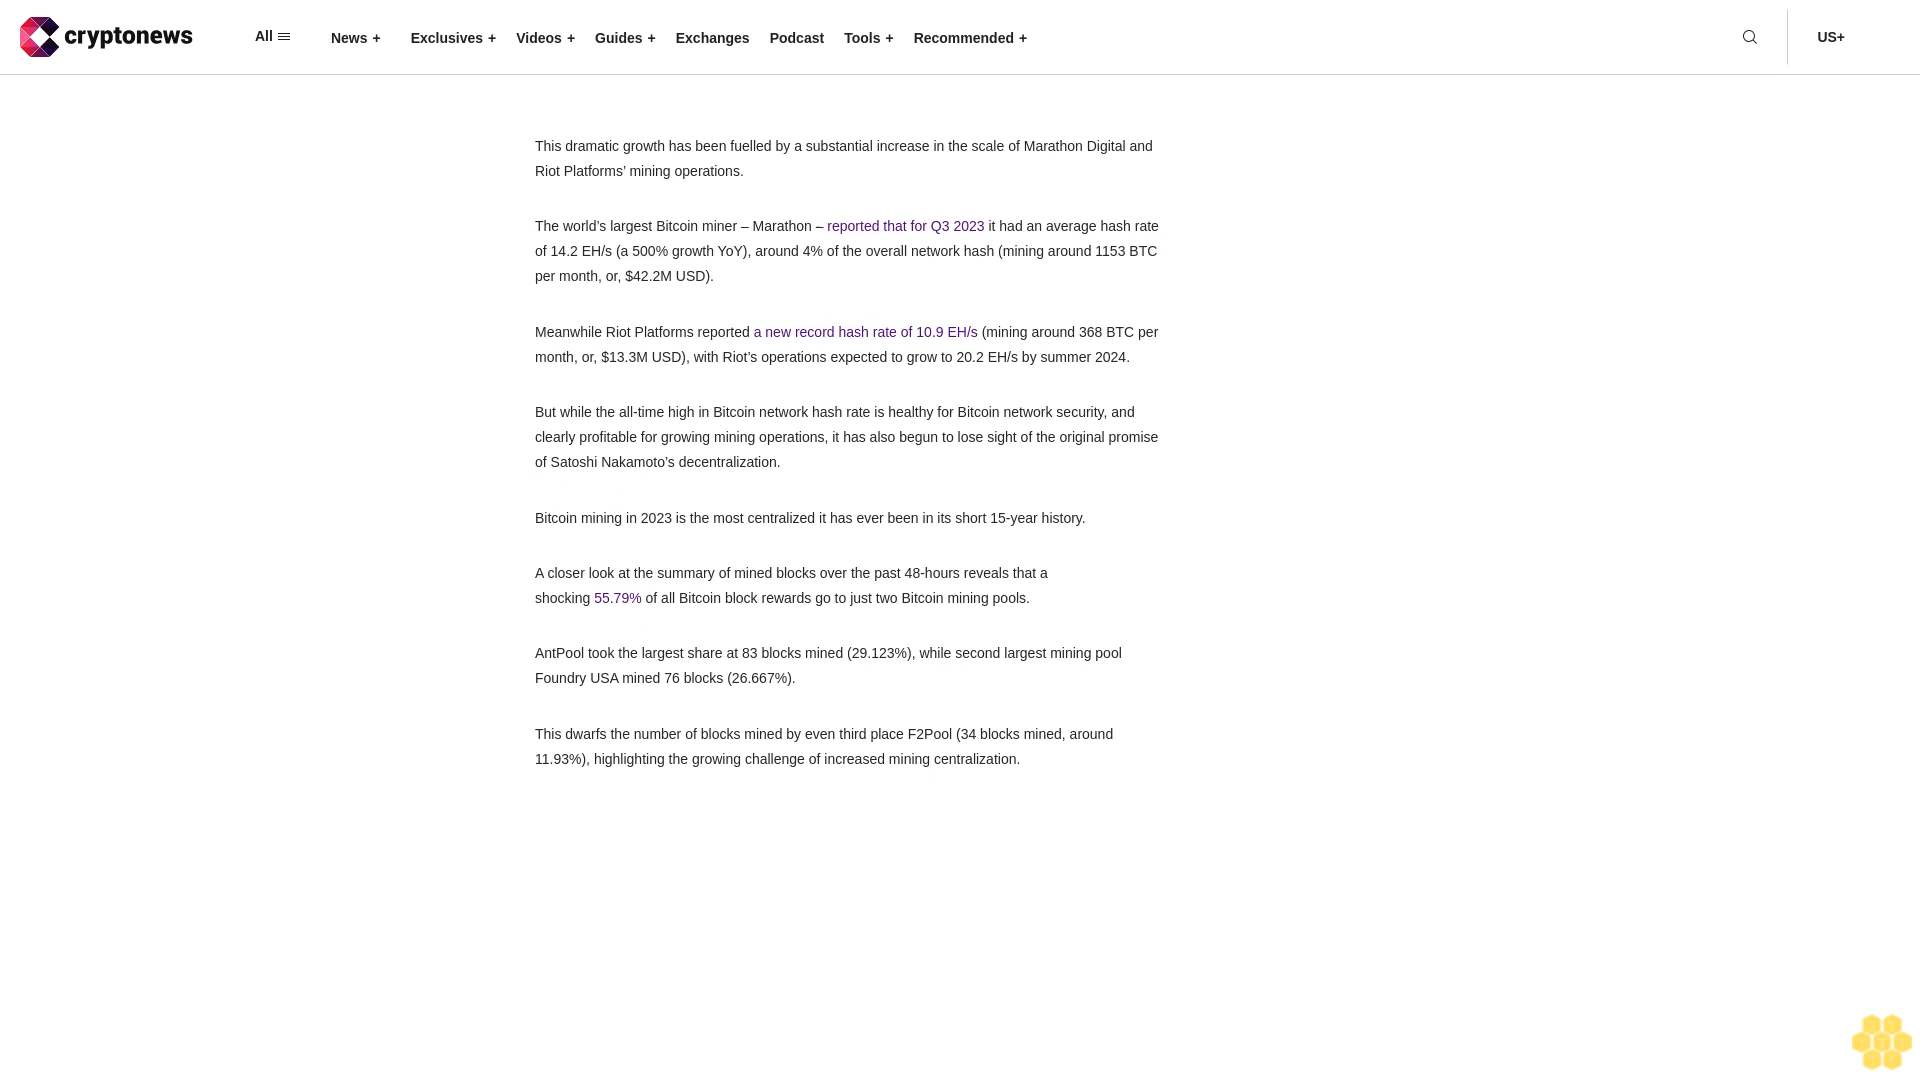 cryptonews
All
News +
Exclusives +
Videos +
Guides +
Exchanges
Podcast
Tools +
Recommended +
US+
This dramatic growth has been fuelled by a substantial increase in the scale of Marathon Digital and
Riot Platforms’ mining operations.
The world’s largest Bitcoin miner – Marathon – reported that for Q3 2023 it had an average hash rate
of 14.2 EH/s (a 500% growth YoY), around 4% of the overall network hash (mining around 1153 BTC
per month, or, $42.2M USD).
Meanwhile Riot Platforms reported a new record hash rate of 10.9 EH/s (mining around 368 BTC per
month, or, $13.3M USD), with Riot’s operations expected to grow to 20.2 EH/s by summer 2024.
But while the all-time high in Bitcoin network hash rate is healthy for Bitcoin network security, and
clearly profitable for growing mining operations, it has also begun to lose sight of the original promise
of Satoshi Nakamoto’s decentralization.
Bitcoin mining in 2023 is the most centralized it has ever been in its short 15-year history.
A closer look at the summary of mined blocks over the past 48-hours reveals that a
shocking 55.79% of all Bitcoin block rewards go to just two Bitcoin mining pools.
AntPool took the largest share at 83 blocks mined (29.123%), while second largest mining pool
Foundry USA mined 76 blocks (26.667%).
This dwarfs the number of blocks mined by even third place F2Pool (34 blocks mined, around
11.93%), highlighting the growing challenge of increased mining centralization.